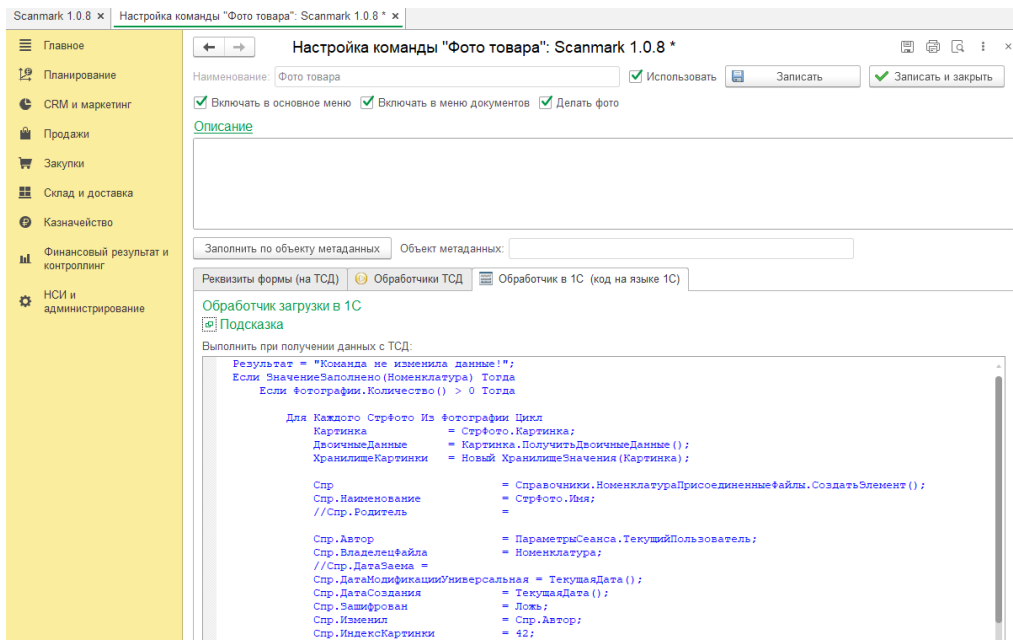 Scanmark 1.0.8 × Настройка команды "Фото товара": Scanmark 1.0.8 * ×
Главное
Планирование
CRM и маркетинг
Продажи
Закупки
Склад и доставка
Казначейство
Финансовый результат и
контроллинг
НСИ и
администрирование
Настройка команды "Фото товара": Scanmark 1.0.8 *
Наименование: Фото товара Использовать Записать Записать и закрыть
Включать в основное меню Включать в меню документов Делать фото
Описание
Заполнить по объекту метаданных Объект метаданных:
Реквизиты формы (на ТСД) Обработчики ТСД Обработчик в 1С (код на языке 1С)
Обработчик загрузки в 1С
Подсказка
Выполнить при получении данных с ТСД:
Результат = "Команда не изменила данные!";
Если ЗначениеЗаполнено(Номенклатура) Тогда
Если Фотографии.Количество() > 0 Тогда
Для Каждого СтрФото Из Фотографии Цикл
Картинка = СтрФото.Картинка;
ДвоичныеДанные = Картинка.ПолучитьДвоичныеДанные();
ХранилищеКартинки = Новый ХранилищеЗначения(Картинка);
Спр = Справочники.НоменклатураПрисоединенныеФайлы.СоздатьЭлемент();
Спр.Наименование = СтрФото.Имя;
//Спр.Родитель =
Спр.Автор = ПараметрыСеанса.ТекущийПользователь;
Спр.ВладелецФайла = Номенклатура;
//Спр.ДатаЗаема =
Спр.ДатаМодификацииУниверсальная = ТекущаяДата();
Спр.ДатаСоздания = ТекущаяДата();
Спр.Зашифрован = Ложь;
Спр.Изменил = Спр.Автор;
Спр.ИндексКартинки = 42;